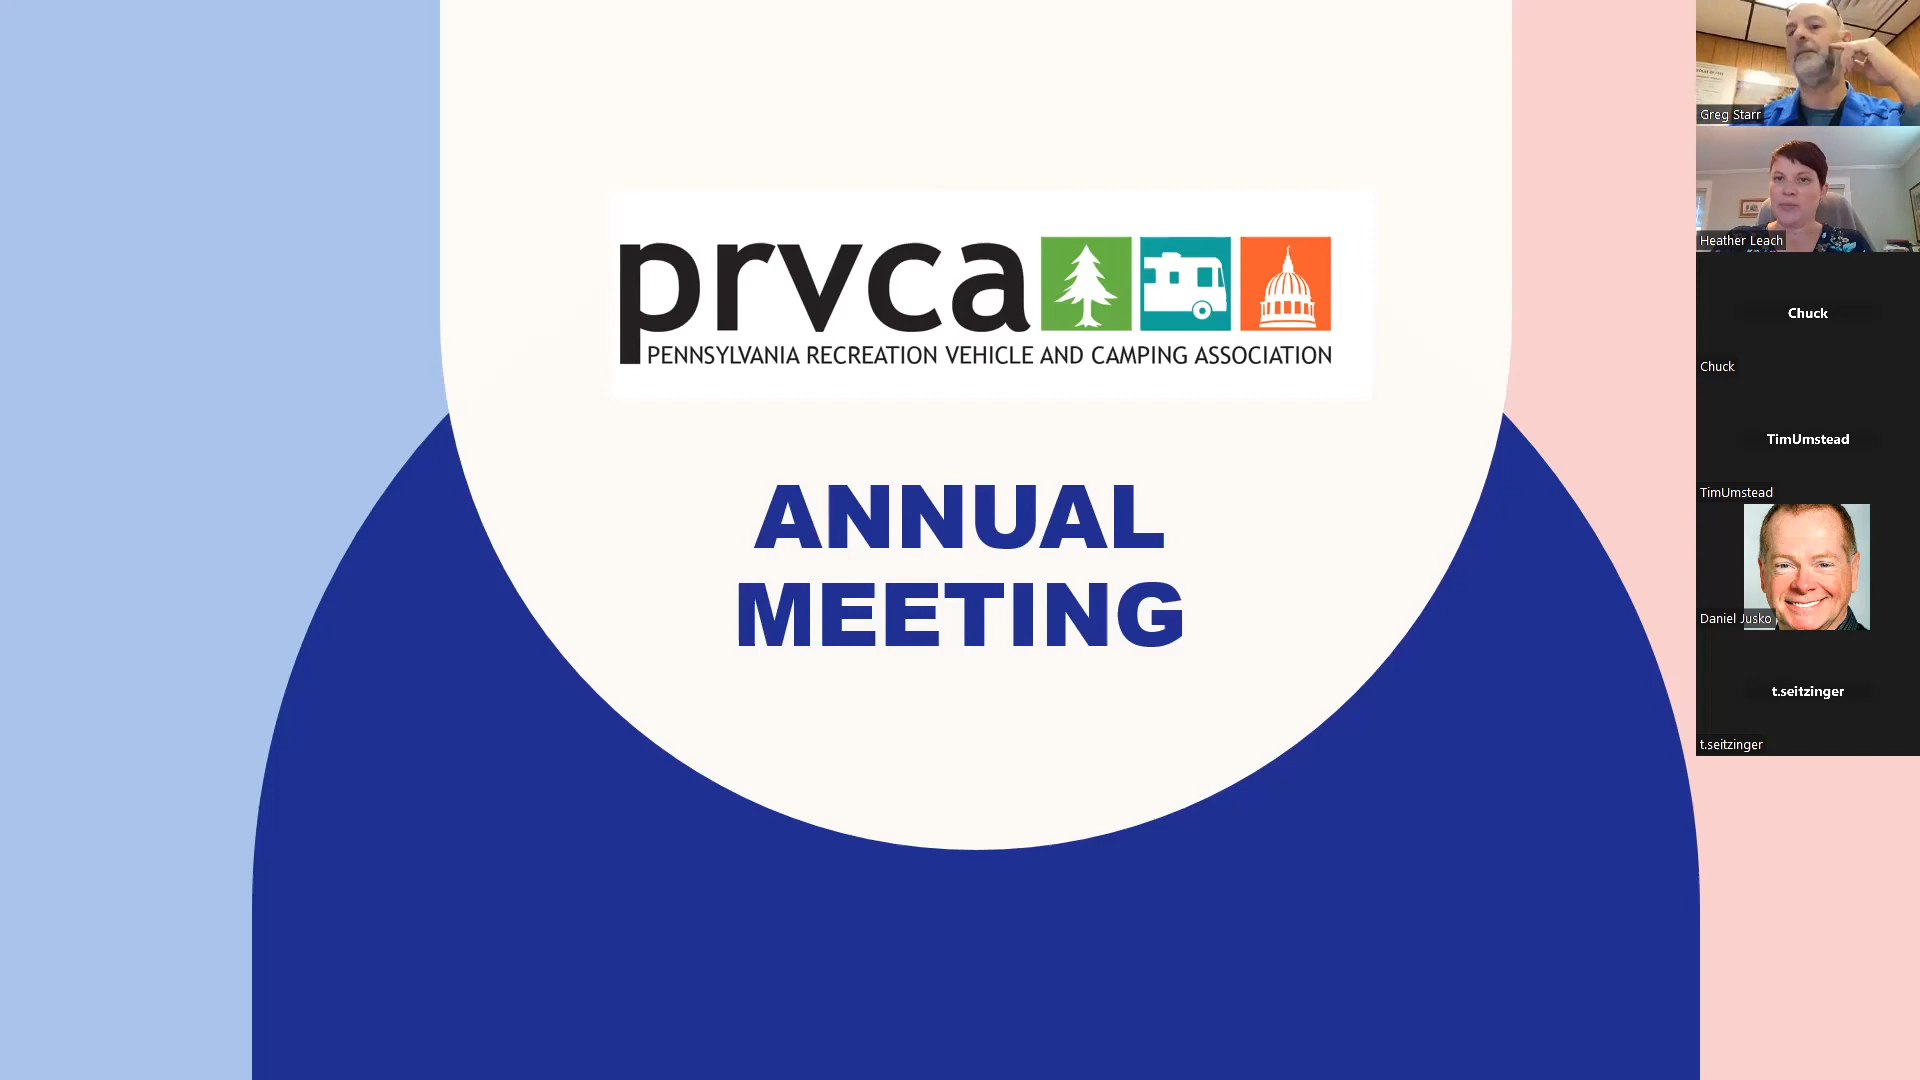 prvca
PENNSYLVANIA RECREATION VEHICLE AND CAMPING ASSOCIATION
ANNUAL
MEETING
Greg Starr
Heather Leach
Chuck
Chuck
TimUmstead
TimUmstead
Daniel Jusko
t.seitzinger
t.seitzinger